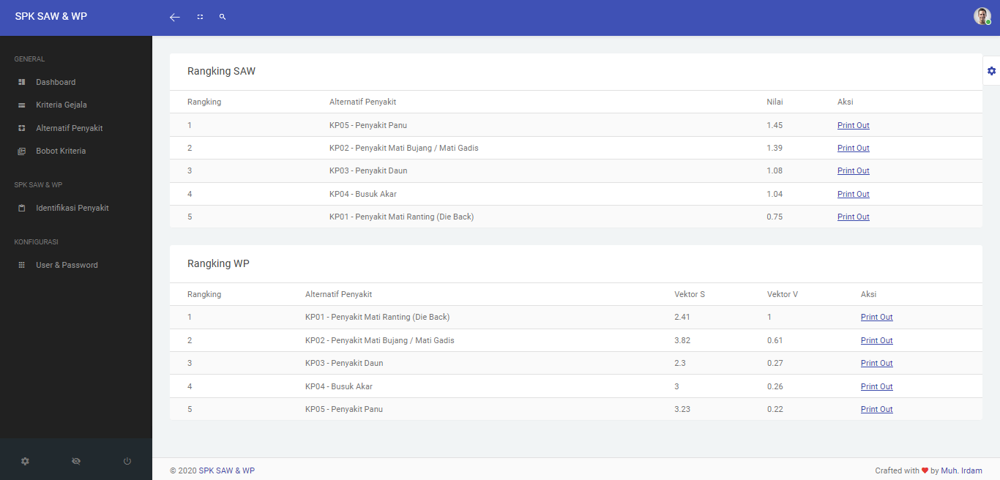 SPK SAW & WP
GENERAL
Dashboard
Kriteria Gejala
Alternatif Penyakit
Bobot Kriteria
SPK SAW & WP
Identifikasi Penyakit
KONFIGURASI
User & Password
Rangking SAW
Rangking Alternatif Penyakit Nilai Aksi
1 KP05 - Penyakit Panu 1.45 Print Out
2 KP02 - Penyakit Mati Bujang / Mati Gadis 1.39 Print Out
3 KP03 - Penyakit Daun 1.08 Print Out
4 KP04 - Busuk Akar 1.04 Print Out
5 KP01 - Penyakit Mati Ranting (Die Back) 0.75 Print Out
Rangking WP
Rangking Alternatif Penyakit Vektor S Vektor V Aksi
1 KP01 - Penyakit Mati Ranting (Die Back) 2.41 1 Print Out
2 KP02 - Penyakit Mati Bujang / Mati Gadis 3.82 0.61 Print Out
3 KP03 - Penyakit Daun 2.3 0.27 Print Out
4 KP04 - Busuk Akar 3 0.26 Print Out
5 KP05 - Penyakit Panu 3.23 0.22 Print Out
© 2020 SPK SAW & WP
Crafted with ❤ by Muh. Irdam